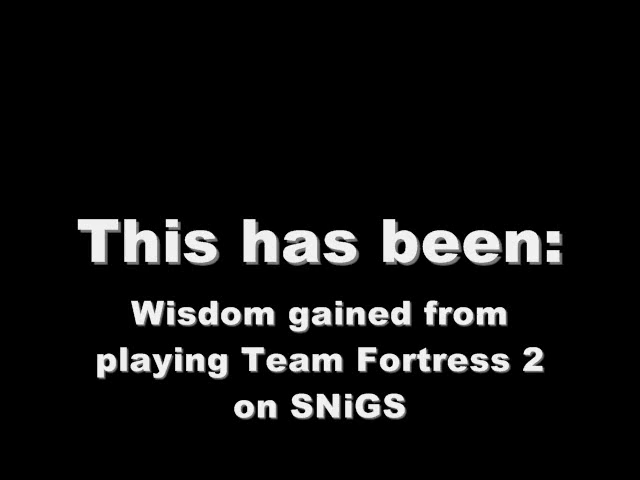 This has been:
Wisdom gained from
playing Team Fortress 2
on SNiGS